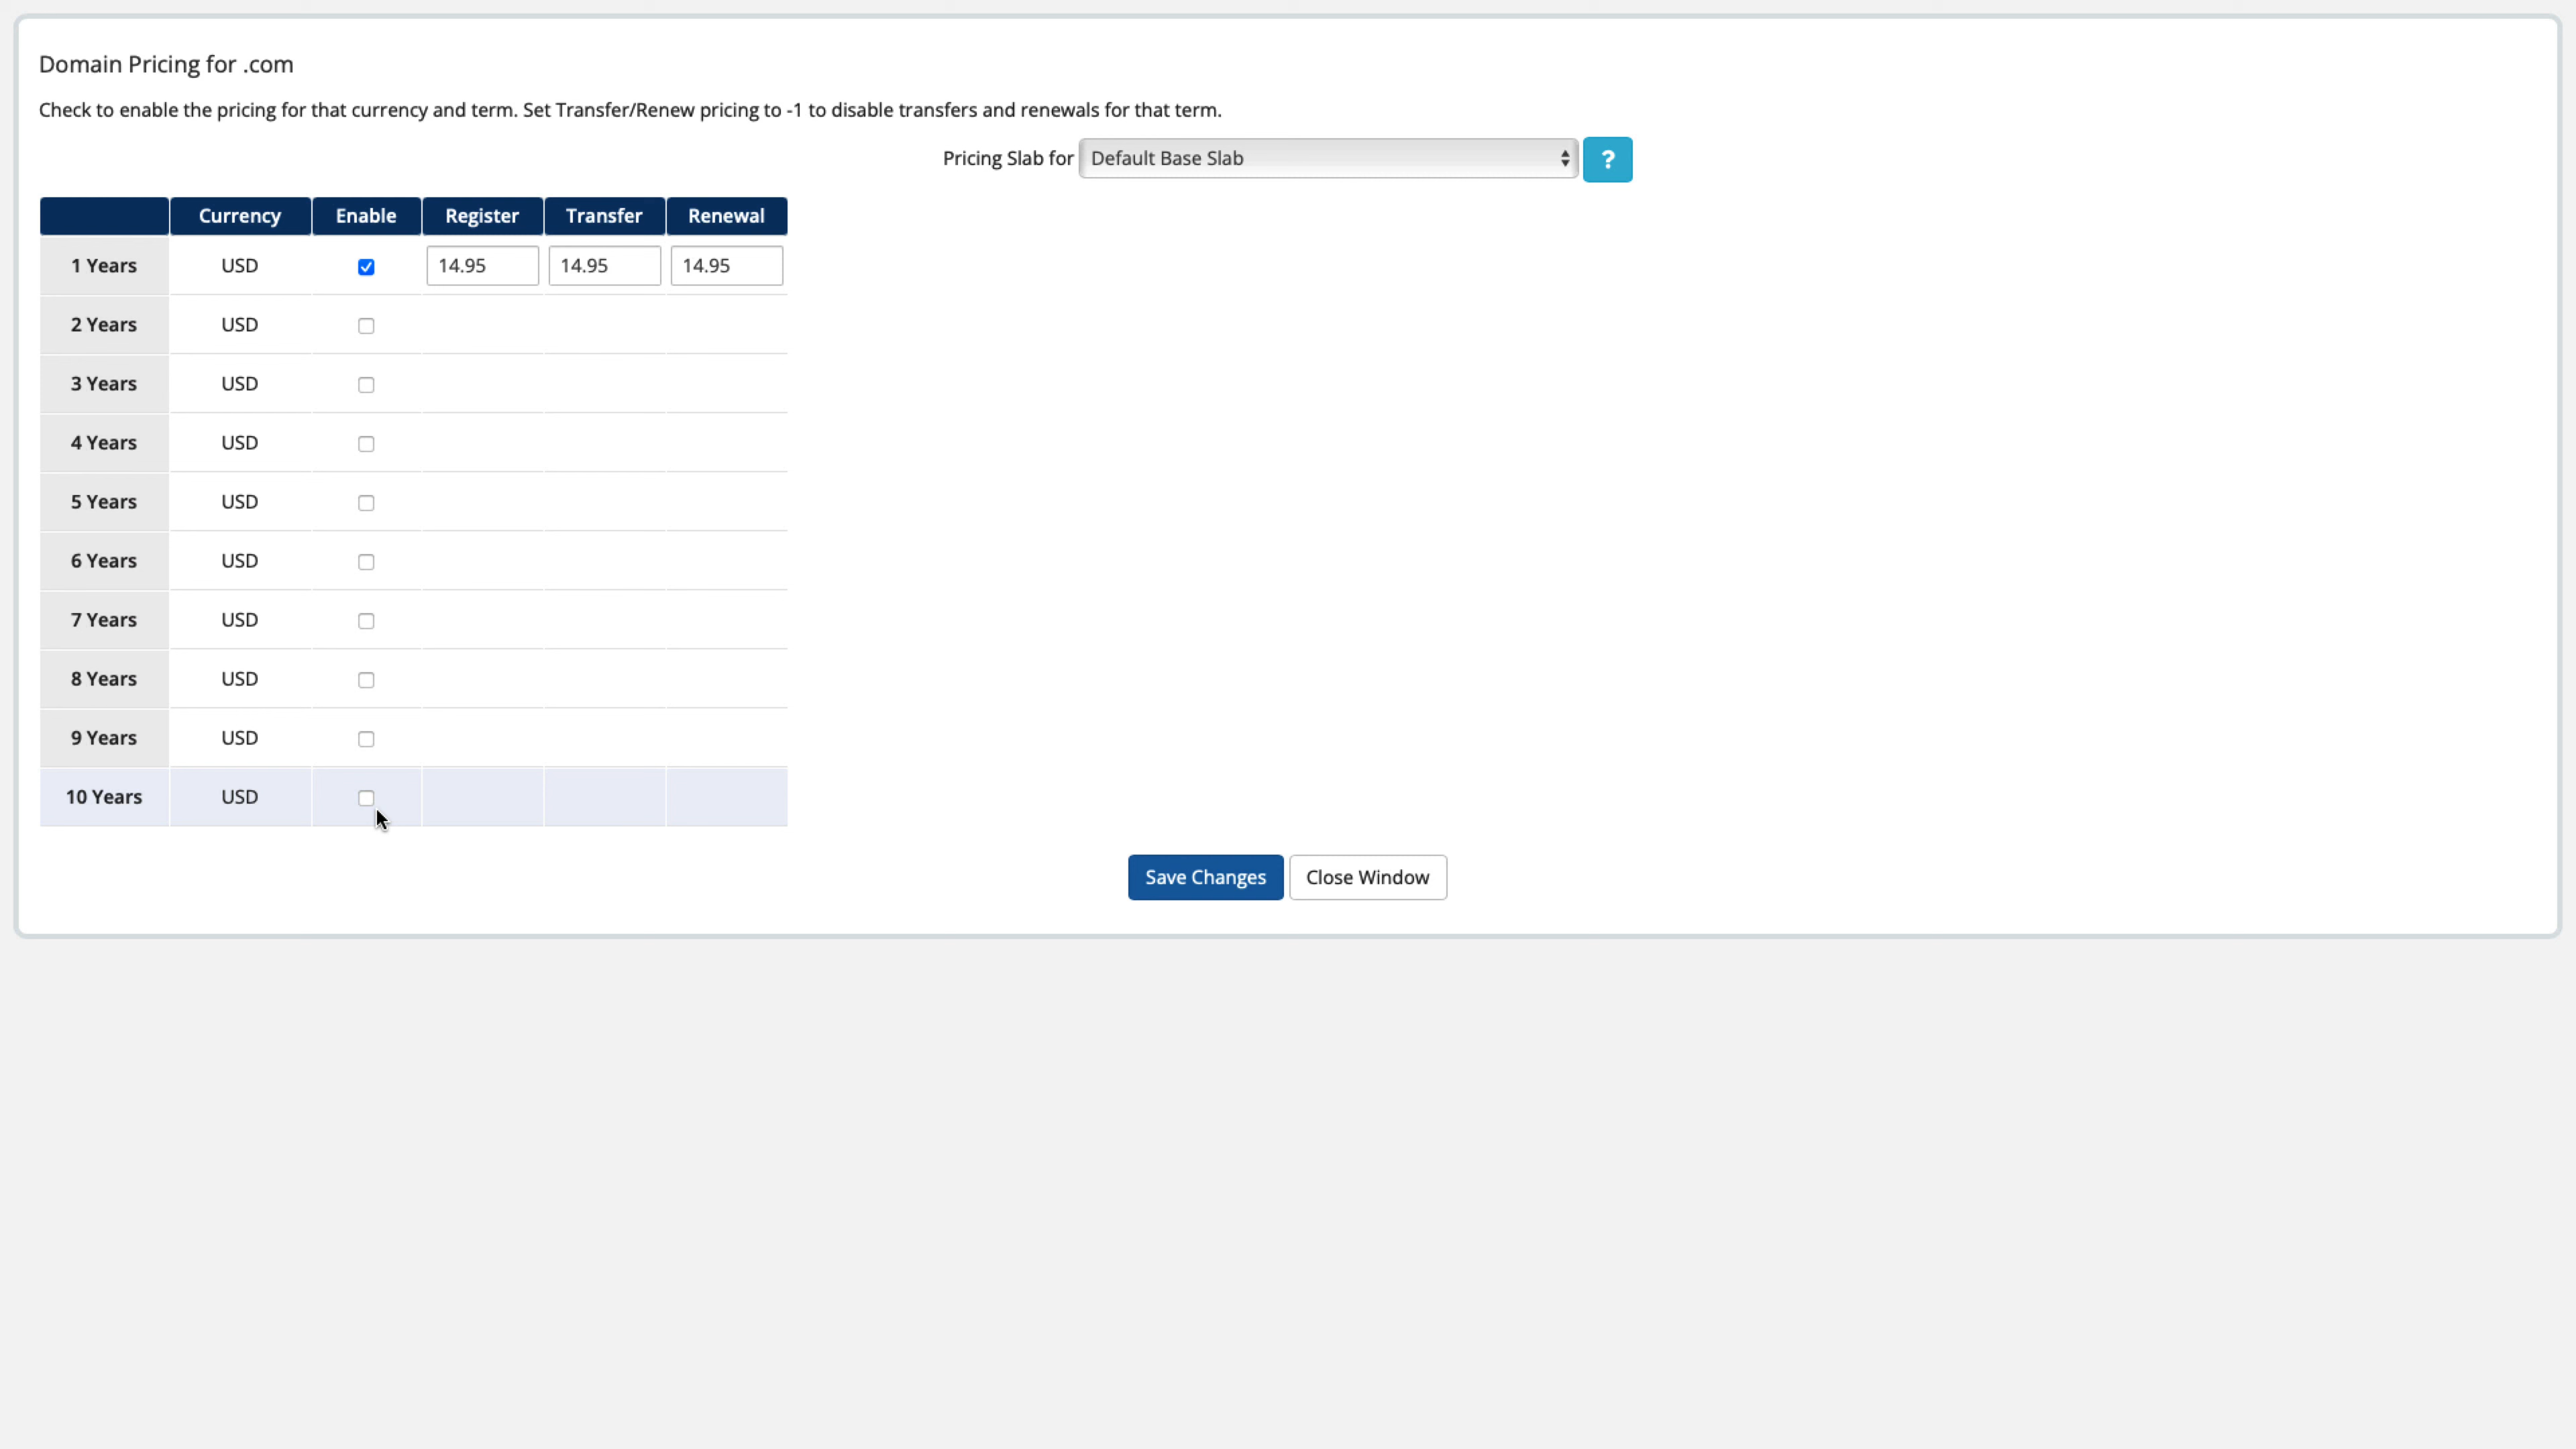 Domain Pricing for .com
Check to enable the pricing for that currency and term. Set Transfer/Renew pricing to -1 to disable transfers and renewals for that term.
Pricing Slab for Default Base Slab ?
Currency Enable Register Transfer Renewal
1 Years USD 14.95 14.95 14.95
2 Years USD
3 Years USD
4 Years USD
5 Years USD
6 Years USD
7 Years USD
8 Years USD
9 Years USD
10 Years USD
Save Changes Close Window